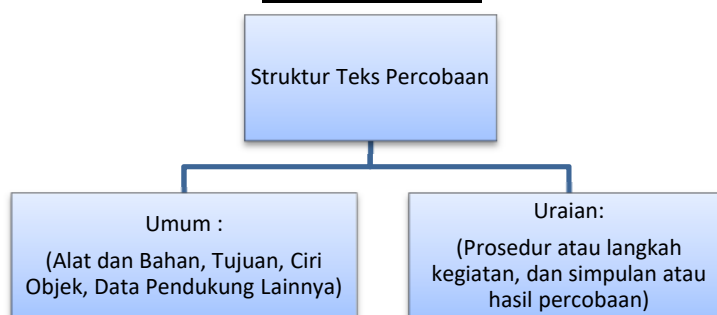 Struktur Teks Percobaan
Umum :
(Alat dan Bahan, Tujuan, Ciri
Objek, Data Pendukung Lainnya)
Uraian:
(Prosedur atau langkah
kegiatan, dan simpulan atau
hasil percobaan)